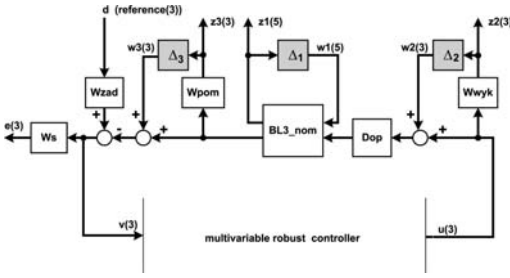 d (reference(3))
z3(3)
z1(5)
z2(3)
w3(3)
Δ3
Δ1
w1(5)
w2(3)
Δ2
Wzad
Wpom
Wwyk
e(3)
Ws
+
-
+
+
BL3_nom
Dop
+
+
v(3)
multivariable robust controller
u(3)